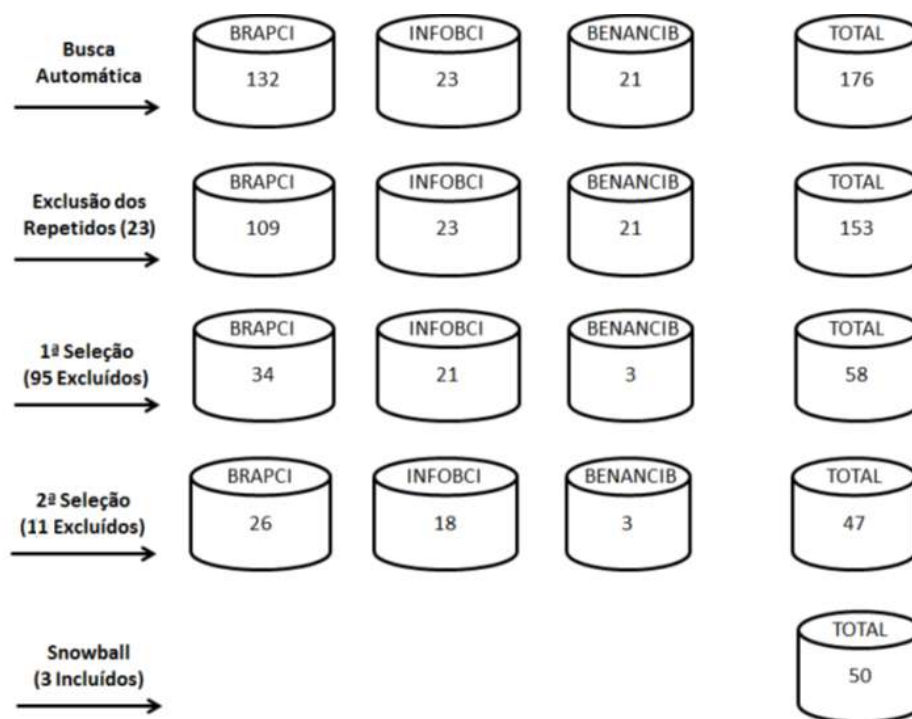 Busca
Automática
BRAPCI
132
INFOBCI
23
BENANCIB
21
TOTAL
176
Exclusão dos
Repetidos (23)
BRAPCI
109
INFOBCI
23
BENANCIB
21
TOTAL
153
1ª Seleção
(95 Excluídos)
BRAPCI
34
INFOBCI
21
BENANCIB
3
TOTAL
58
2ª Seleção
(11 Excluídos)
BRAPCI
26
INFOBCI
18
BENANCIB
3
TOTAL
47
Snowball
(3 Incluídos)
TOTAL
50